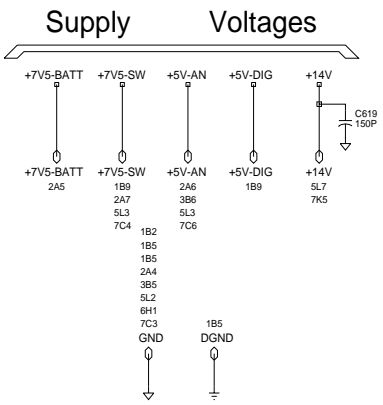 Supply Voltages
+7V5-BATT +7V5-SW +5V-AN +5V-DIG +14V
C619
150P
+7V5-BATT +7V5-SW +5V-AN +5V-DIG +14V
2A5 1B9 2A6 1B9 5L7
2A7 3B6 7K5
5L3 5L3
7C4 7C6
1B2
1B5
1B5
2A4
3B5
5L2
6H1
7C3 1B5
GND DGND